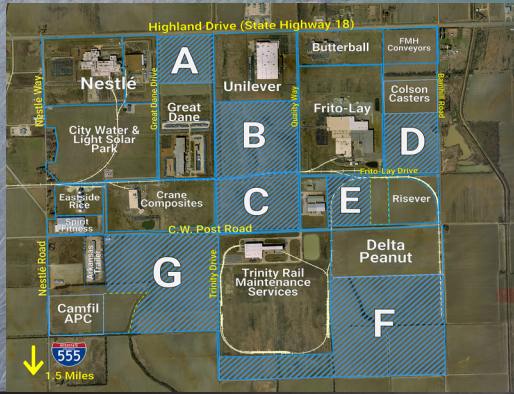 Highland Drive (State Highway 18)
Butterball
FMH
Conveyors
A
Nestlé
Unilever
Nestlé Way
Great Dane Drive
Quality Way
Barnhill Road
Colson
Casters
Great
Dane
Frito-Lay
City Water &
Light Solar
Park
B
D
Frito-Lay Drive
Eastside
Rice
Crane
Composites
C
E
Risever
Spirit
Fitness
C.W. Post Road
Nestlé Road
Arkansas
Trailer
G
Trinity Drive
Trinity Rail
Maintenance
Services
Delta
Peanut
Camfil
APC
F
INTERSTATE
555
1.5 Miles